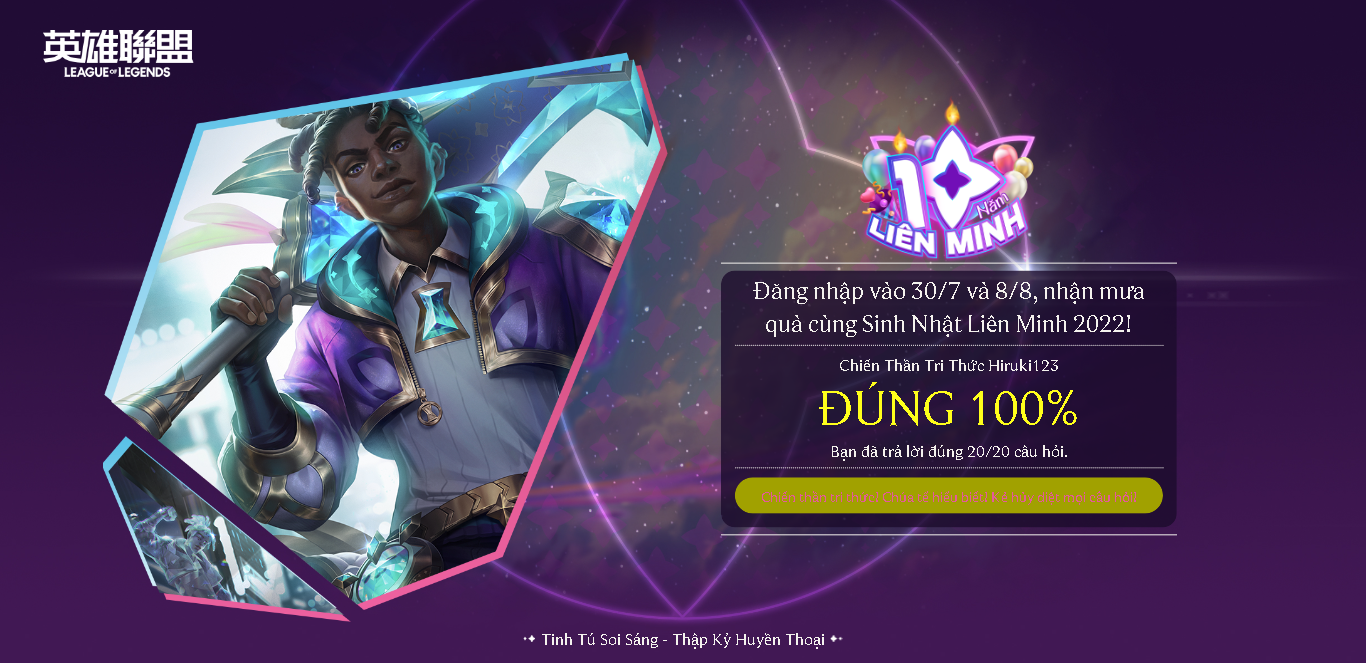 英雄聯盟
LEAGUE OF LEGENDS
10
Năm
LIÊN MINH
Đăng nhập vào 30/7 và 8/8, nhận mưa
quà cùng Sinh Nhật Liên Minh 2022!
Chiến Thần Tri Thức Hiruki123
ĐÚNG 100%
Bạn đã trả lời đúng 20/20 câu hỏi.
Tinh Tú Soi Sáng - Thập Kỷ Huyền Thoại